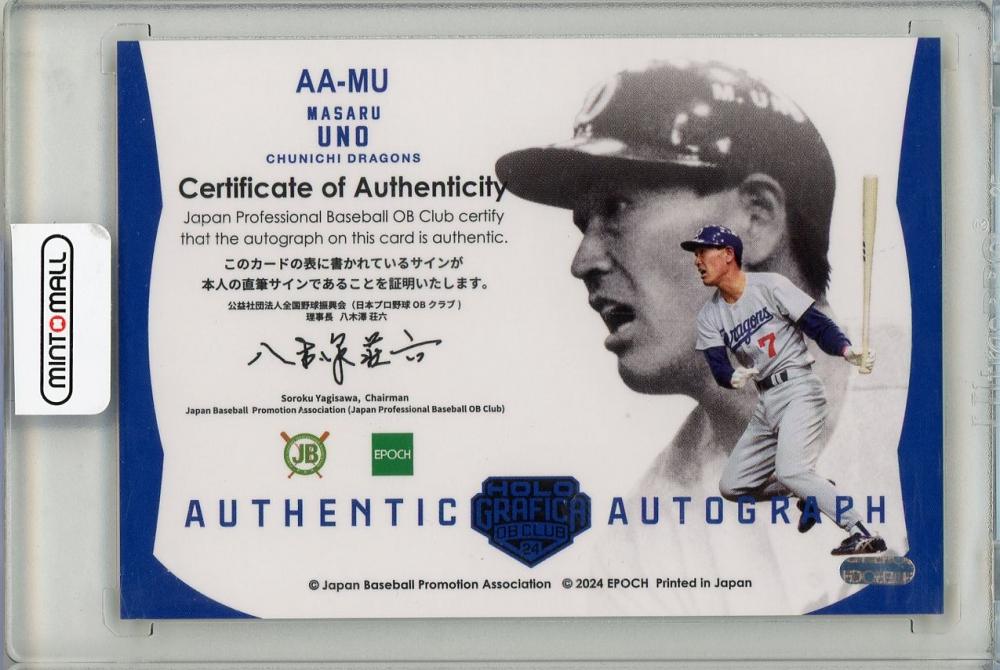 AA-MU
MASARU
UNO
CHUNICHI DRAGONS
Certificate of Authenticity
Japan Professional Baseball OB Club certify
that the autograph on this card is authentic.
このカードの表に書かれているサインが
本人の直筆サインであることを証明いたします。
公益社団法人全国野球振興会（日本プロ野球OBクラブ）
理事長 八木澤 荘六
八木澤荘六
Soroku Yagisawa, Chairman
Japan Baseball Promotion Association (Japan Professional Baseball OB Club)
JB
EPOCH
AUTHENTIC
HOLO
GRAFICA
OB CLUB
24
AUTOGRAPH
© Japan Baseball Promotion Association © 2024 EPOCH Printed in Japan
MINTOMALL
Dragons
7